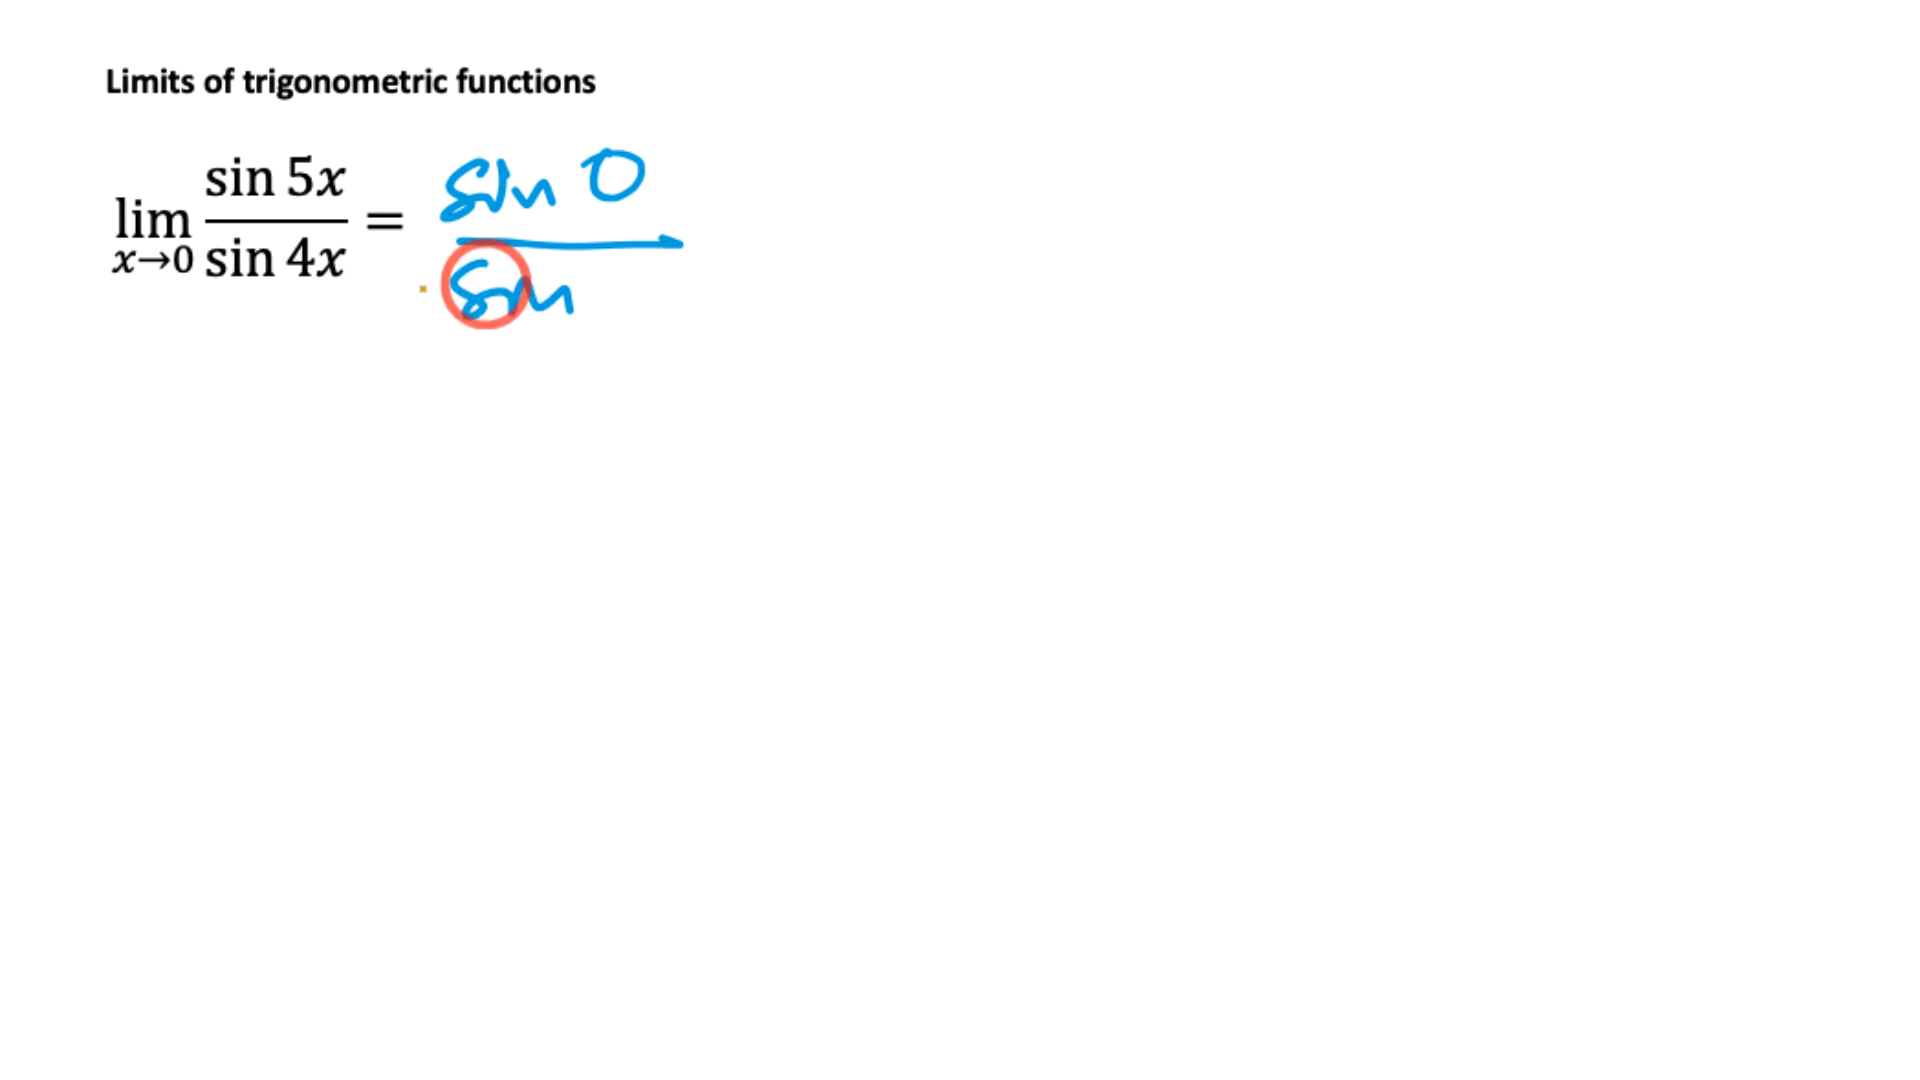 Limits of trigonometric functions
lim x→0 sin 5x / sin 4x = sin 0 / sin